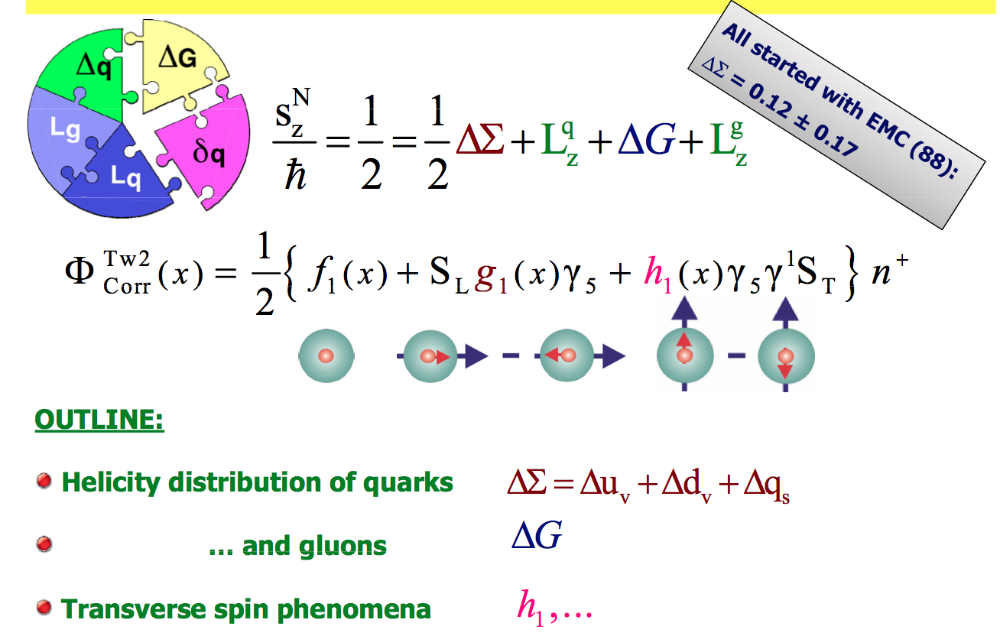 Δq
ΔG
Lg
δq
Lq
s_z^N / ħ = 1/2 = 1/2 ΔΣ + L_z^q + ΔG + L_z^g
All started with EMC (88):
ΔΣ = 0.12 ± 0.17
Φ_Corr^Tw2 (x) = 1/2 { f_1(x) + S_L g_1(x)γ_5 + h_1(x)γ_5γ^1S_T } n^+
−
−
OUTLINE:
Helicity distribution of quarks ΔΣ = Δu_v + Δd_v + Δq_s
... and gluons ΔG
Transverse spin phenomena h_1,...